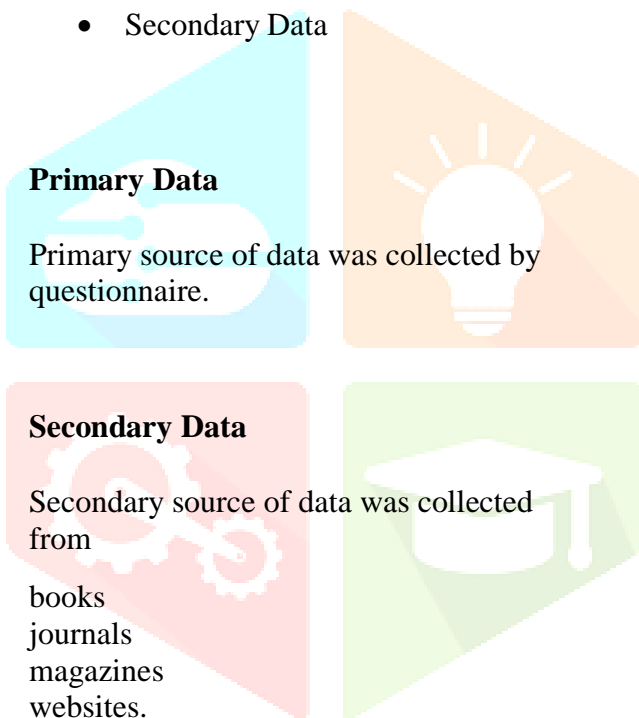 • Secondary Data
Primary Data
Primary source of data was collected by
questionnaire.
Secondary Data
Secondary source of data was collected
from
books
journals
magazines
websites.